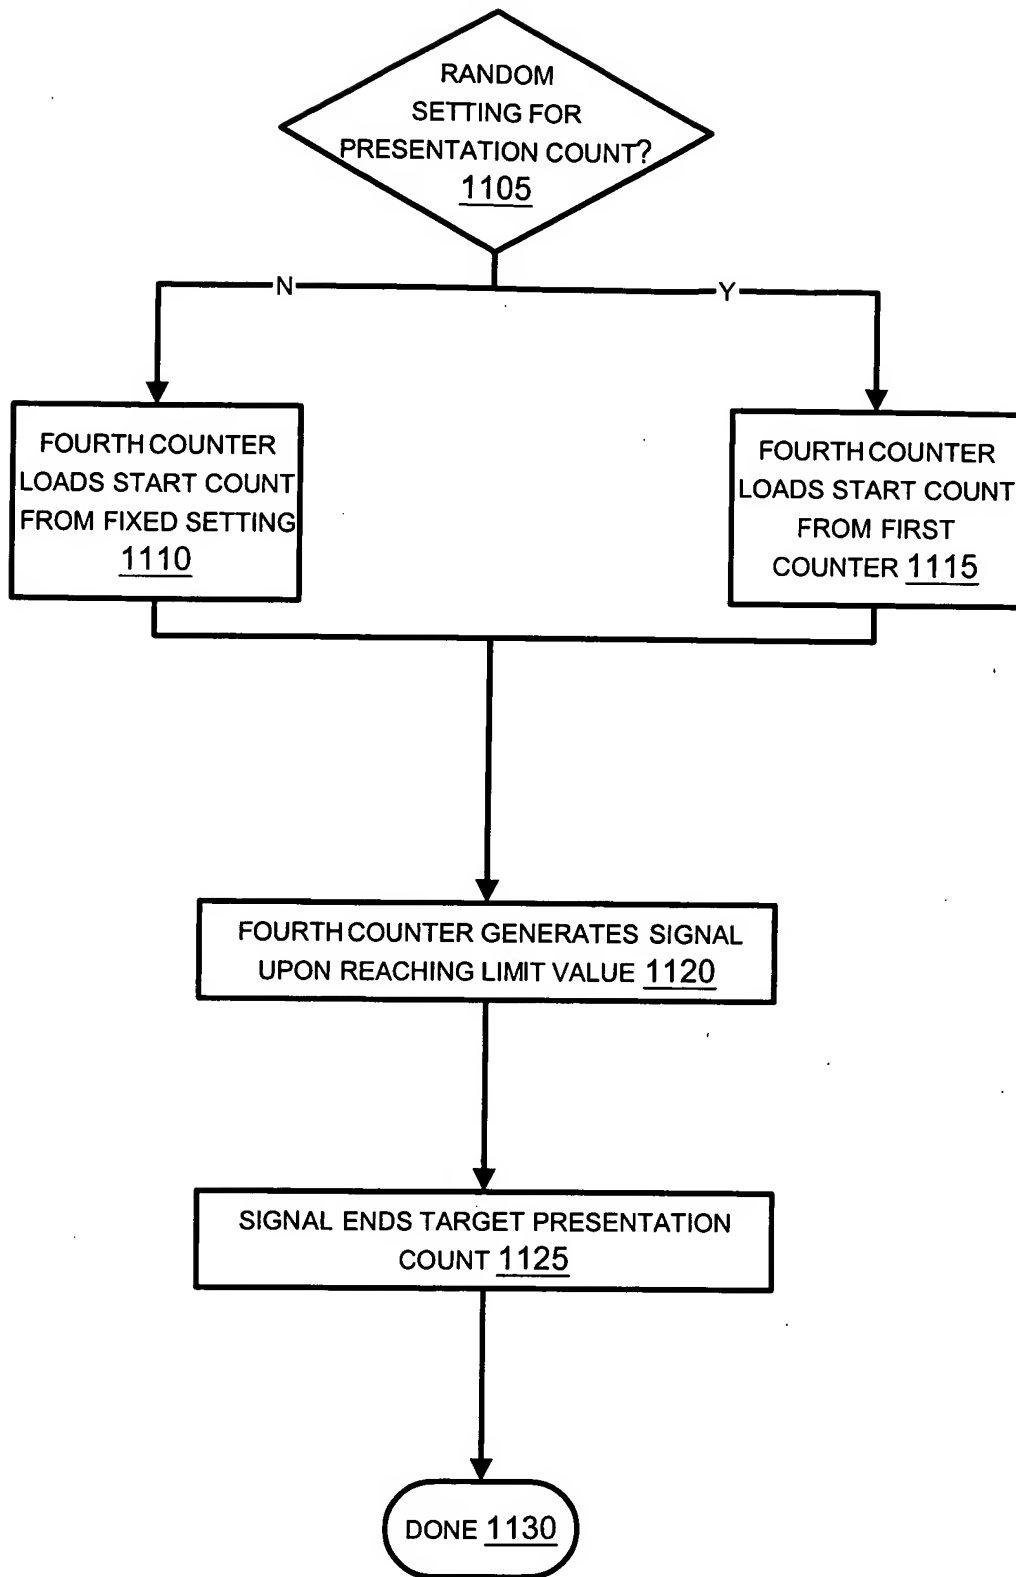 RANDOM
SETTING FOR
PRESENTATION COUNT?
1105
N
Y
FOURTH COUNTER
LOADS START COUNT
FROM FIXED SETTING
1110
FOURTH COUNTER
LOADS START COUNT
FROM FIRST
COUNTER 1115
FOURTH COUNTER GENERATES SIGNAL
UPON REACHING LIMIT VALUE 1120
SIGNAL ENDS TARGET PRESENTATION
COUNT 1125
DONE 1130